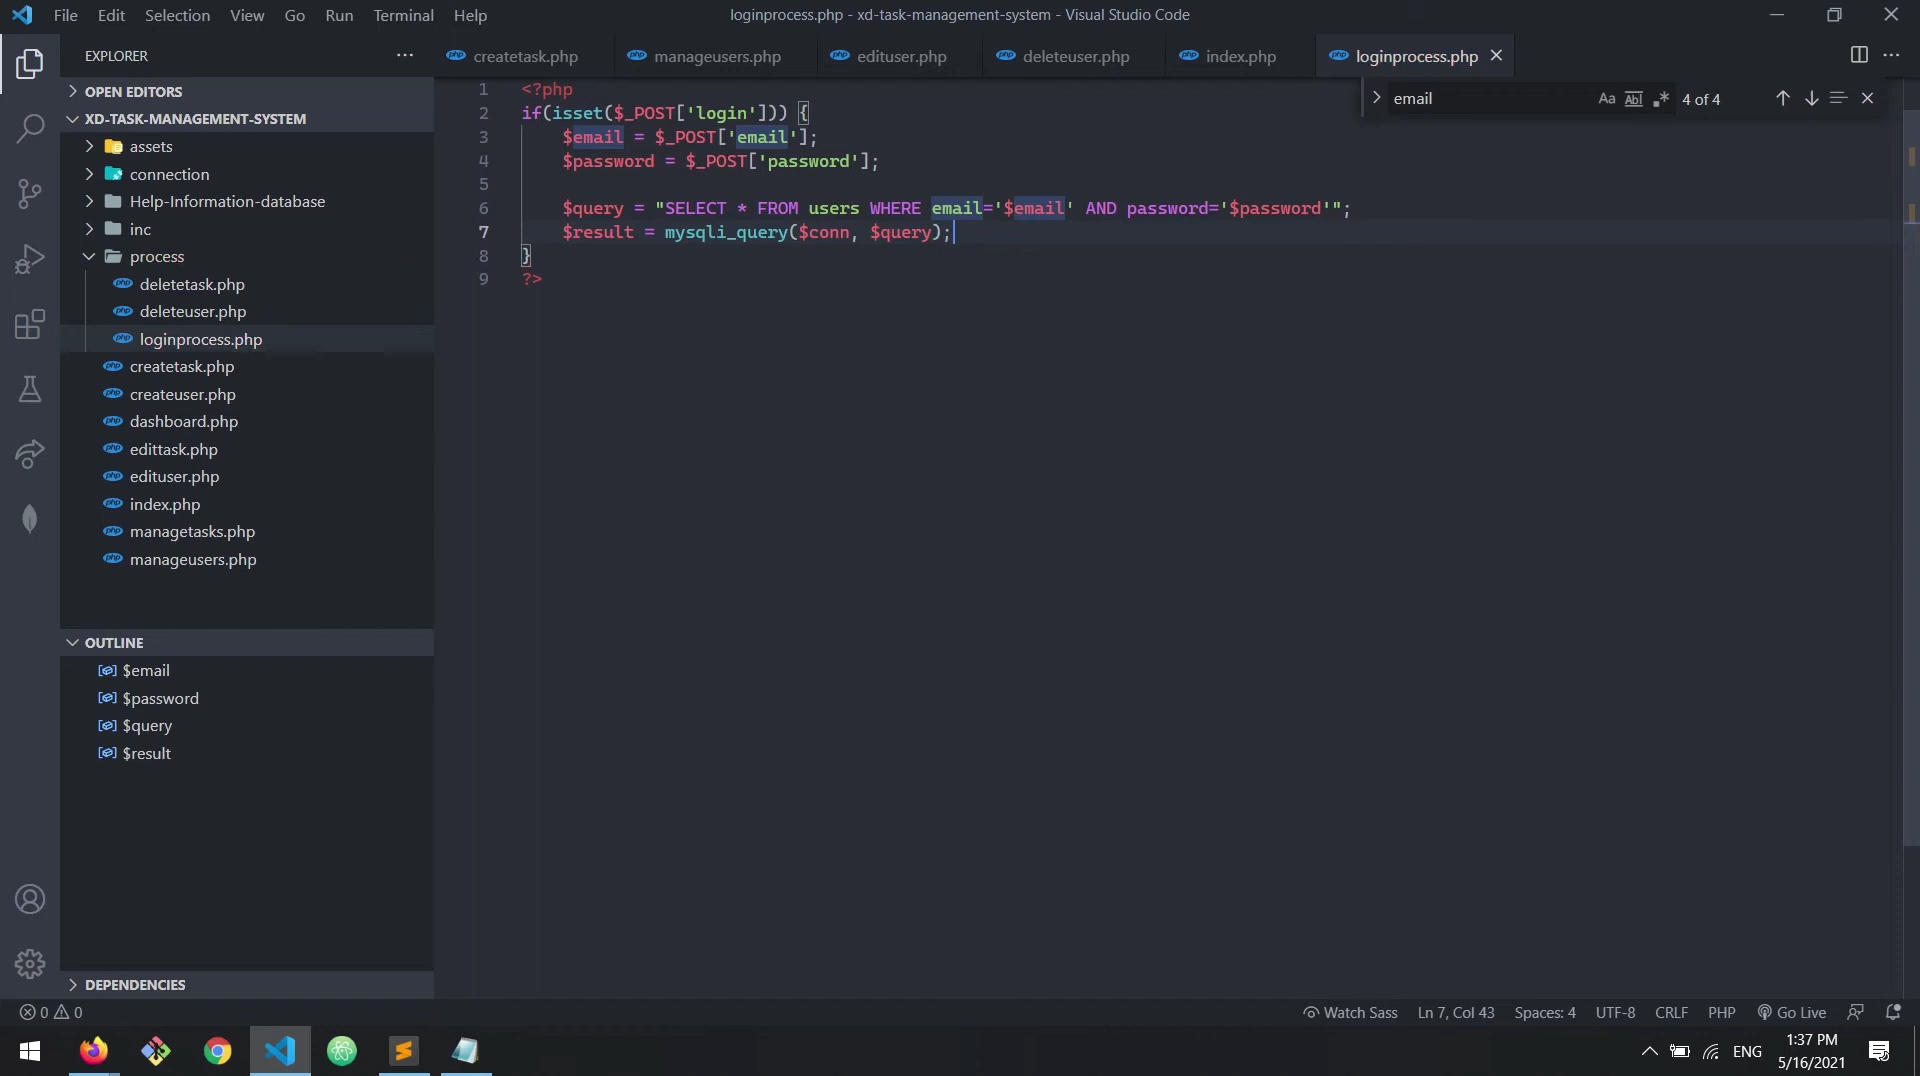 File Edit Selection View Go Run Terminal Help
loginprocess.php - xd-task-management-system - Visual Studio Code
EXPLORER
createtask.php manageusers.php edituser.php deleteuser.php index.php loginprocess.php
OPEN EDITORS
XD-TASK-MANAGEMENT-SYSTEM
assets
connection
Help-Information-database
inc
process
deletetask.php
deleteuser.php
loginprocess.php
createtask.php
createuser.php
dashboard.php
edittask.php
edituser.php
index.php
managetasks.php
manageusers.php
OUTLINE
$email
$password
$query
$result
DEPENDENCIES
email Aa Abl .* 4 of 4
1 <?php
2 if(isset($_POST['login'])) {
3 $email = $_POST['email'];
4 $password = $_POST['password'];
5
6 $query = "SELECT * FROM users WHERE email='$email' AND password='$password'";
7 $result = mysqli_query($conn, $query);
8 }
9 ?>
0 0
Watch Sass Ln 7, Col 43 Spaces: 4 UTF-8 CRLF PHP Go Live
ENG
1:37 PM
5/16/2021